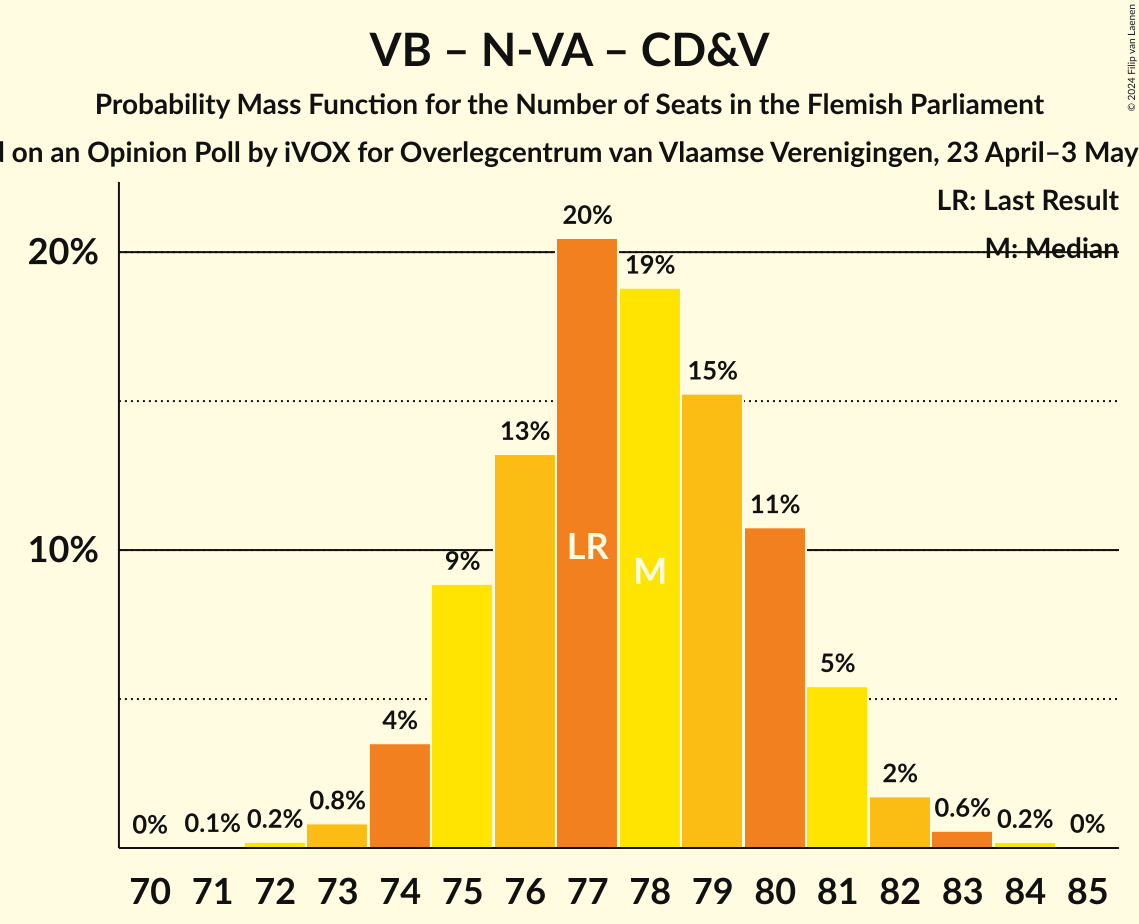 VB – N-VA – CD&V
Probability Mass Function for the Number of Seats in the Flemish Parliament
on an Opinion Poll by iVOX for Overlegcentrum van Vlaamse Verenigingen, 23 April–3 May
© 2024 Filip van Laenen
LR: Last Result
M: Median
20%
10%
0% 0.1% 0.2% 0.8% 4% 9% 13% 20% 19% 15% 11% 5% 2% 0.6% 0.2% 0%
LR
M
70 71 72 73 74 75 76 77 78 79 80 81 82 83 84 85